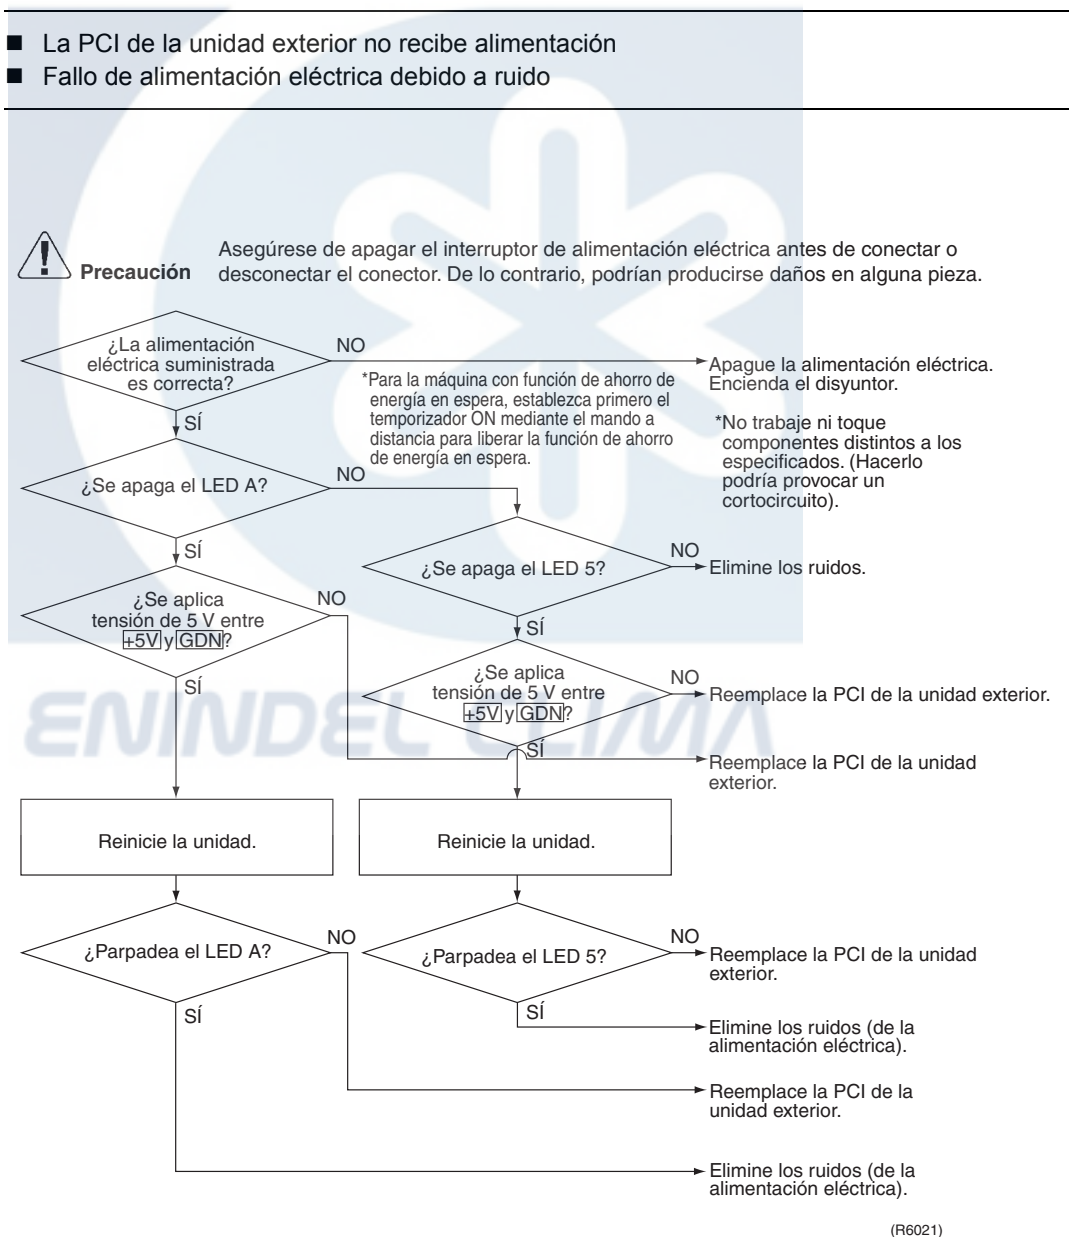 ■ La PCI de la unidad exterior no recibe alimentación
■ Fallo de alimentación eléctrica debido a ruido
Precaución
Asegúrese de apagar el interruptor de alimentación eléctrica antes de conectar o
desconectar el conector. De lo contrario, podrían producirse daños en alguna pieza.
¿La alimentación
eléctrica suministrada
es correcta?
NO
Apague la alimentación eléctrica.
Encienda el disyuntor.
*Para la máquina con función de ahorro de
energía en espera, establezca primero el
temporizador ON mediante el mando a
distancia para liberar la función de ahorro
de energía en espera.
*No trabaje ni toque
componentes distintos a los
especificados. (Hacerlo
podría provocar un
cortocircuito).
SÍ
¿Se apaga el LED A?
NO
SÍ
¿Se apaga el LED 5?
NO
Elimine los ruidos.
¿Se aplica
tensión de 5 V entre
+5V y GDN?
NO
SÍ
SÍ
¿Se aplica
tensión de 5 V entre
+5V y GDN?
NO
Reemplace la PCI de la unidad exterior.
SÍ
ENINDEL CLIMA
Reemplace la PCI de la unidad
exterior.
Reinicie la unidad.
Reinicie la unidad.
¿Parpadea el LED A?
NO
¿Parpadea el LED 5?
NO
Reemplace la PCI de la unidad
exterior.
SÍ
SÍ
Elimine los ruidos (de la
alimentación eléctrica).
Reemplace la PCI de la
unidad exterior.
Elimine los ruidos (de la
alimentación eléctrica).
(R6021)